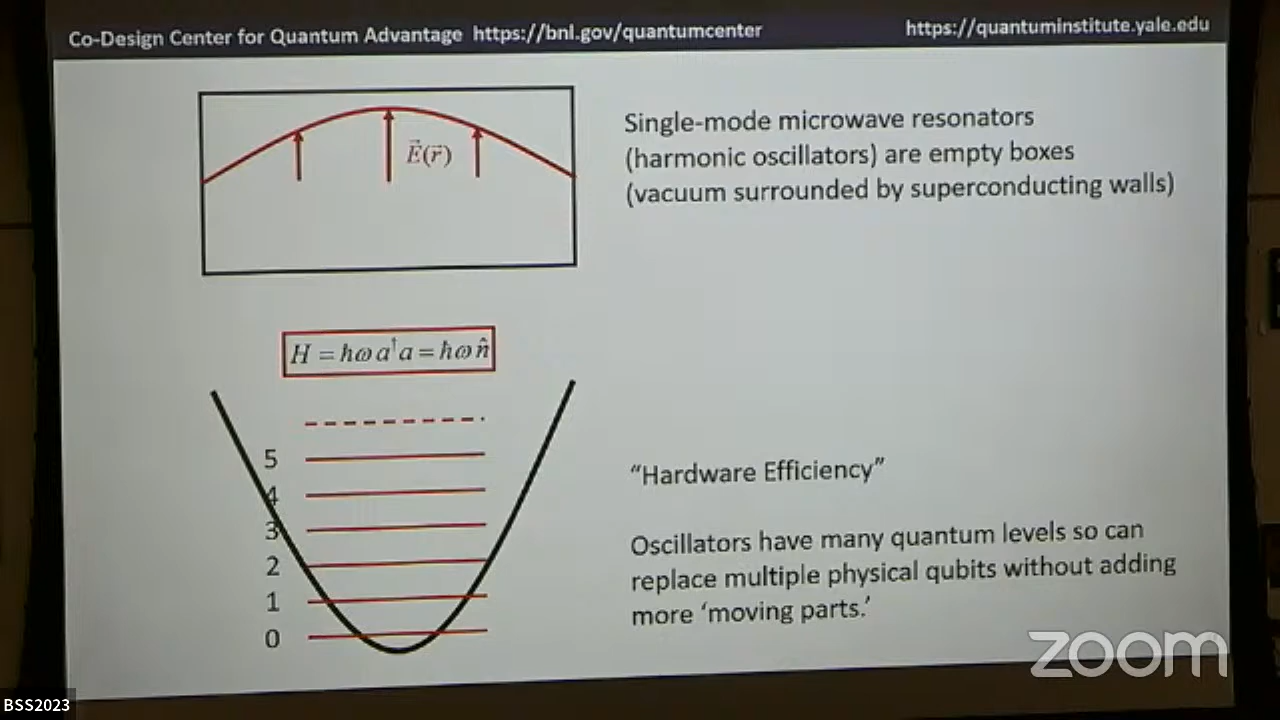 Co-Design Center for Quantum Advantage https://bnl.gov/quantumcenter
https://quantuminstitute.yale.edu
E⃗(r⃗)
Single-mode microwave resonators
(harmonic oscillators) are empty boxes
(vacuum surrounded by superconducting walls)
H = ħω a†a = ħω n̂
5
4
3
2
1
0
“Hardware Efficiency”
Oscillators have many quantum levels so can
replace multiple physical qubits without adding
more ‘moving parts.’
zoom
BSS2023